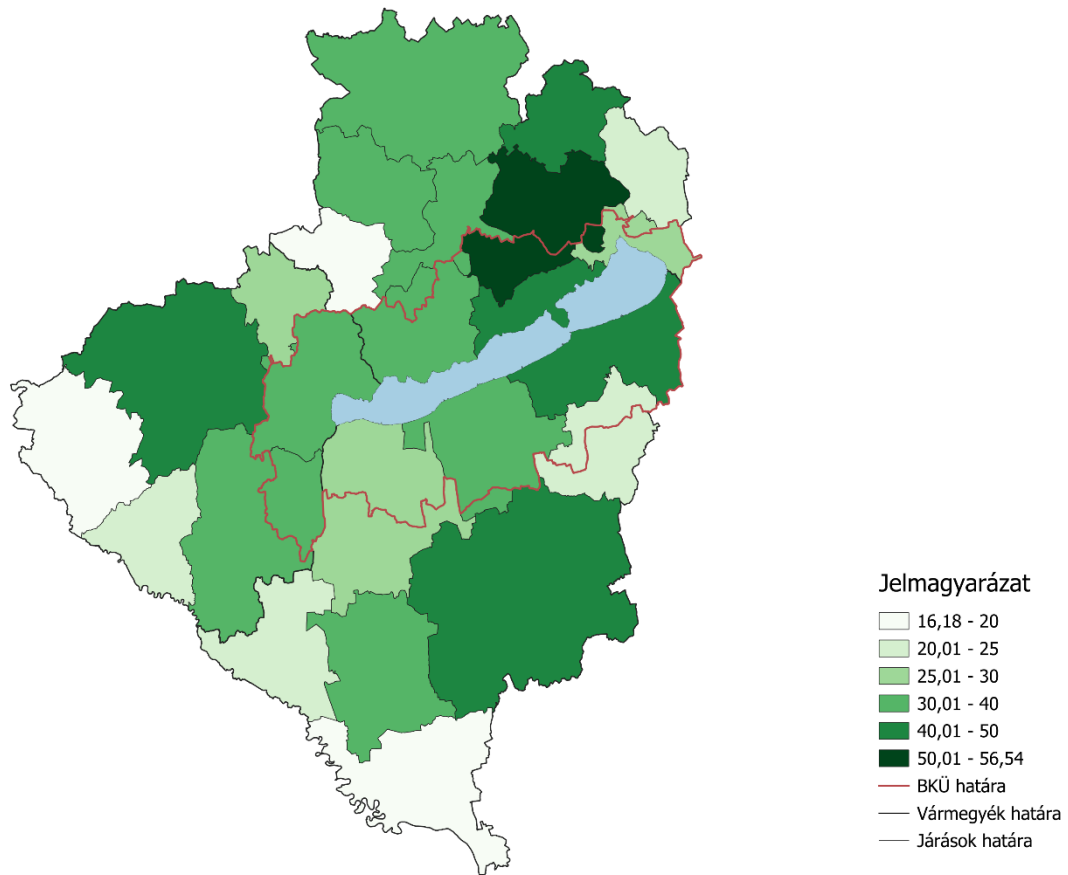 Jelmagyarázat
16,18 - 20
20,01 - 25
25,01 - 30
30,01 - 40
40,01 - 50
50,01 - 56,54
BKÜ határa
Vármegyék határa
Járások határa